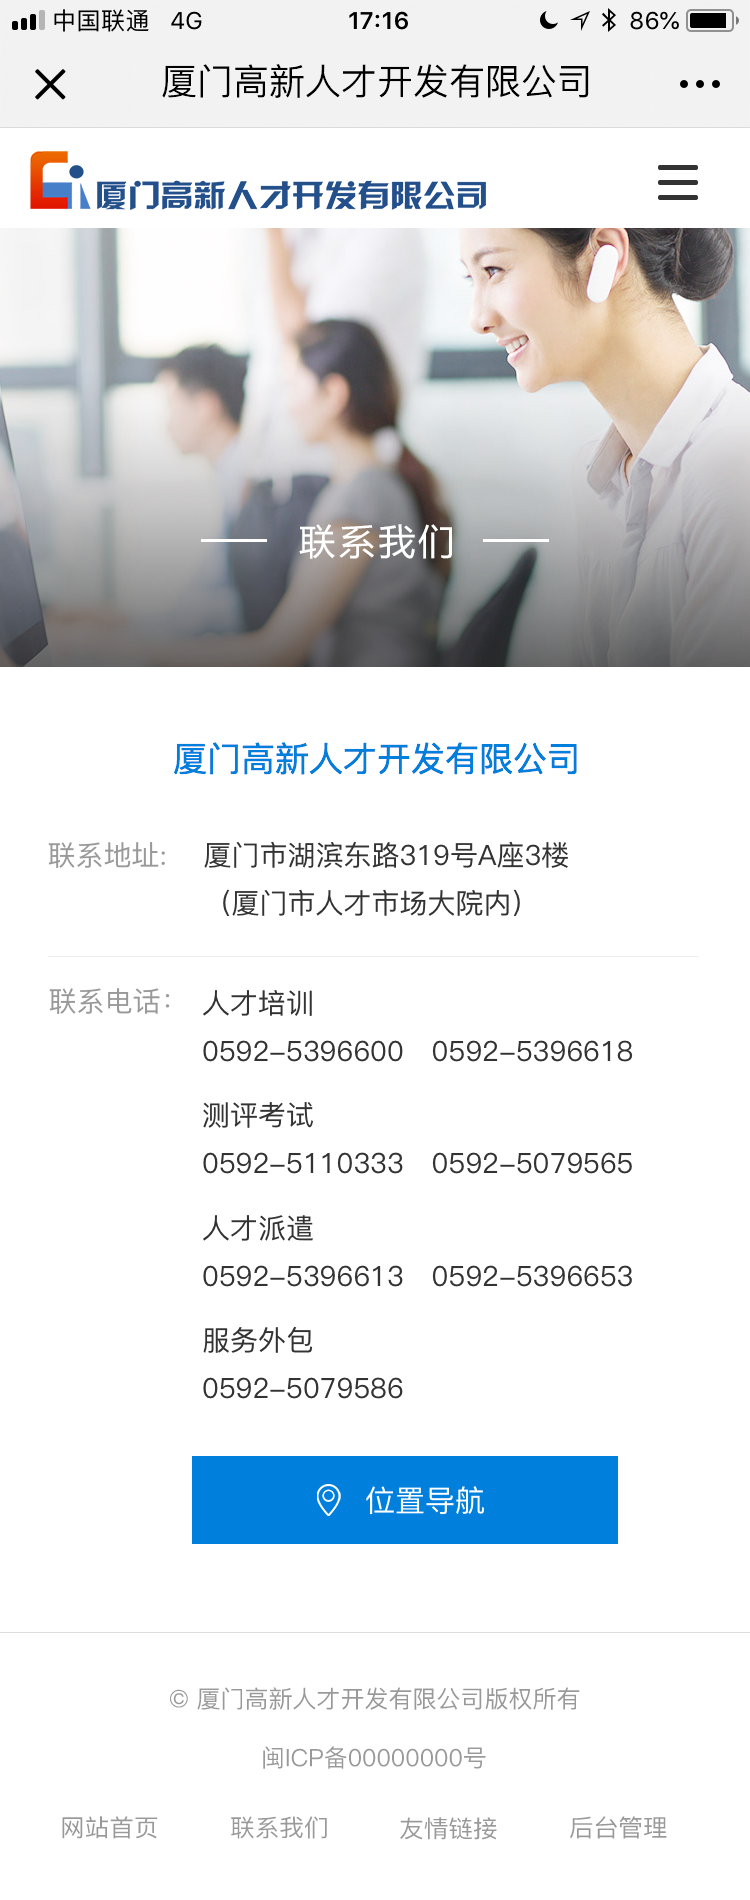 中国联通 4G 17:16 86%
厦门高新人才开发有限公司
厦门高新人才开发有限公司
联系我们
厦门高新人才开发有限公司
联系地址: 厦门市湖滨东路319号A座3楼
（厦门市人才市场大院内）
联系电话: 人才培训
0592-5396600 0592-5396618
测评考试
0592-5110333 0592-5079565
人才派遣
0592-5396613 0592-5396653
服务外包
0592-5079586
位置导航
© 厦门高新人才开发有限公司版权所有
闽ICP备00000000号
网站首页 联系我们 友情链接 后台管理